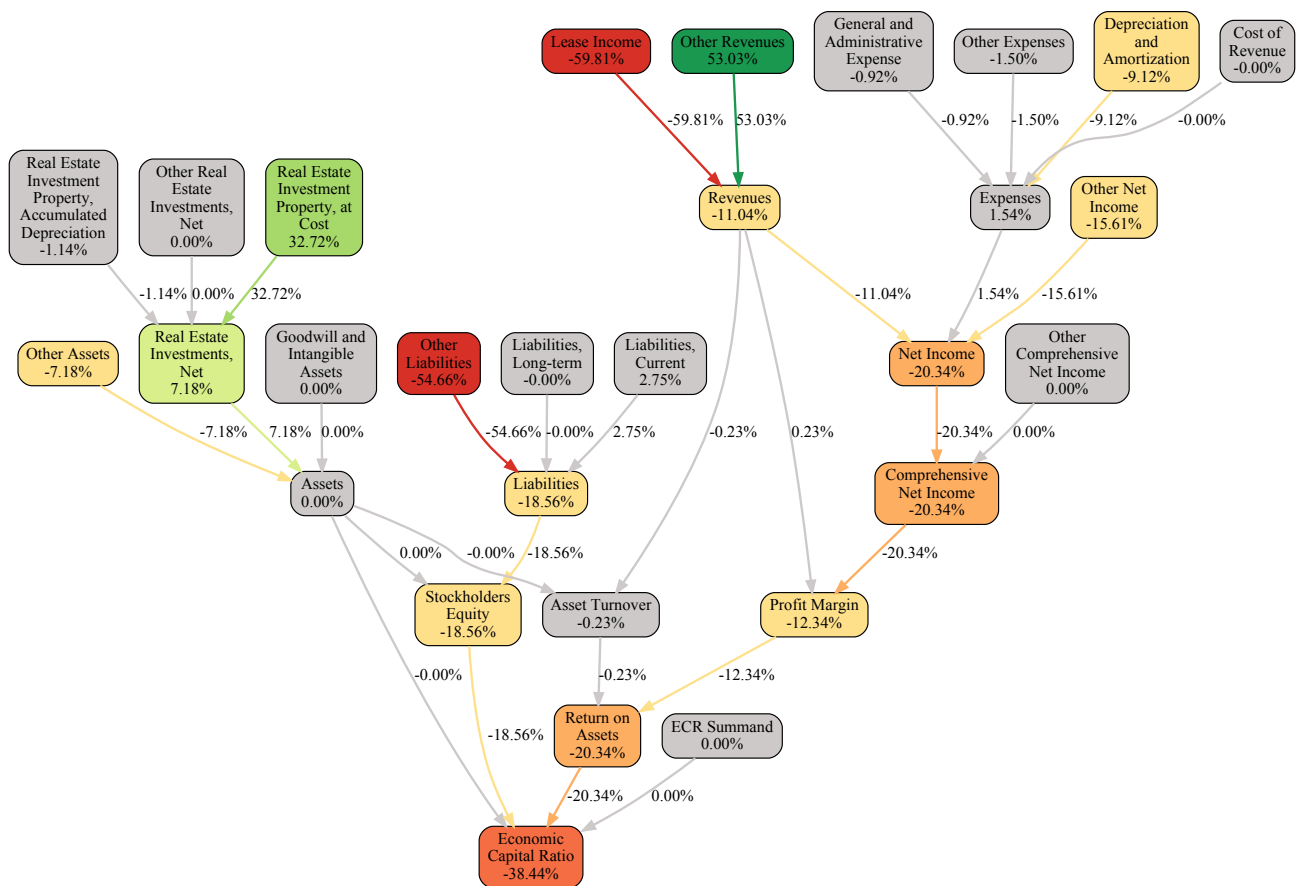 Lease Income
-59.81%
Other Revenues
53.03%
General and
Administrative
Expense
-0.92%
Other Expenses
-1.50%
Depreciation
and
Amortization
-9.12%
Cost of
Revenue
-0.00%
-59.81%
53.03%
-0.92%
-1.50%
-9.12%
-0.00%
Real Estate
Investment
Property,
Accumulated
Depreciation
-1.14%
Other Real
Estate
Investments,
Net
0.00%
Real Estate
Investment
Property, at
Cost
32.72%
Revenues
-11.04%
Expenses
1.54%
Other Net
Income
-15.61%
-1.14%
0.00%
32.72%
-11.04%
1.54%
-15.61%
Other Assets
-7.18%
Real Estate
Investments,
Net
7.18%
Goodwill and
Intangible
Assets
0.00%
Other
Liabilities
-54.66%
Liabilities,
Long-term
-0.00%
Liabilities,
Current
2.75%
Net Income
-20.34%
Other
Comprehensive
Net Income
0.00%
-7.18%
7.18%
0.00%
-54.66%
-0.00%
2.75%
-0.23%
0.23%
-20.34%
0.00%
Assets
0.00%
Liabilities
-18.56%
Comprehensive
Net Income
-20.34%
0.00%
-0.00%
-18.56%
-20.34%
Stockholders
Equity
-18.56%
Asset Turnover
-0.23%
Profit Margin
-12.34%
-0.00%
-0.23%
-12.34%
-18.56%
Return on
Assets
-20.34%
ECR Summand
0.00%
-20.34%
0.00%
Economic
Capital Ratio
-38.44%